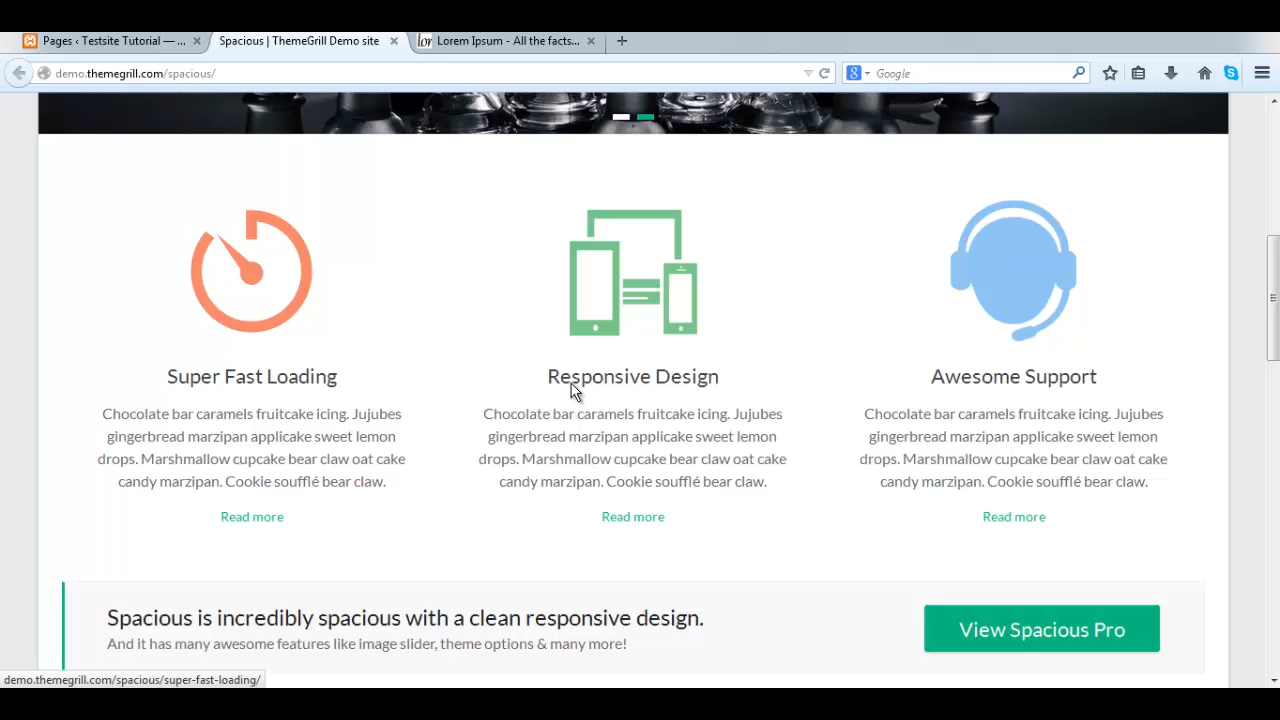 Pages ‹ Testsite Tutorial — ...
Spacious | ThemeGrill Demo site
lor Lorem Ipsum - All the facts...
demo.themegrill.com/spacious/
Google
Super Fast Loading
Chocolate bar caramels fruitcake icing. Jujubes
gingerbread marzipan applicake sweet lemon
drops. Marshmallow cupcake bear claw oat cake
candy marzipan. Cookie soufflé bear claw.
Read more
Responsive Design
Chocolate bar caramels fruitcake icing. Jujubes
gingerbread marzipan applicake sweet lemon
drops. Marshmallow cupcake bear claw oat cake
candy marzipan. Cookie soufflé bear claw.
Read more
Awesome Support
Chocolate bar caramels fruitcake icing. Jujubes
gingerbread marzipan applicake sweet lemon
drops. Marshmallow cupcake bear claw oat cake
candy marzipan. Cookie soufflé bear claw.
Read more
Spacious is incredibly spacious with a clean responsive design.
And it has many awesome features like image slider, theme options & many more!
View Spacious Pro
demo.themegrill.com/spacious/super-fast-loading/